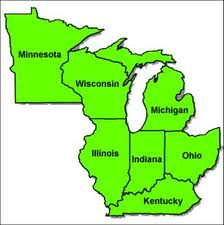 Minnesota
Wisconsin
Michigan
Illinois
Indiana
Ohio
Kentucky